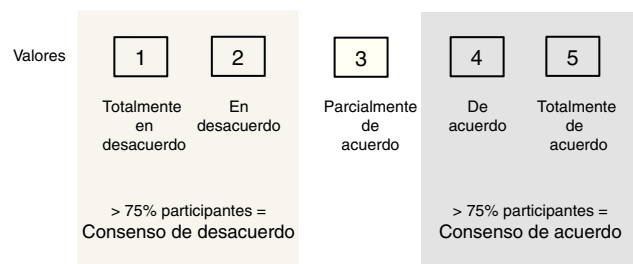 Valores 1 2 3 4 5
Totalmente En Parcialmente De Totalmente
en desacuerdo de acuerdo de
desacuerdo acuerdo acuerdo
> 75% participantes = > 75% participantes =
Consenso de desacuerdo Consenso de acuerdo